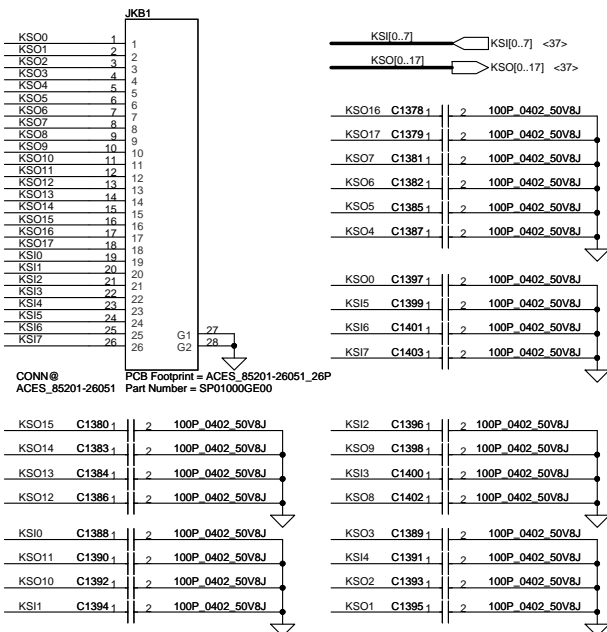 JKB1
KSO0 1 1
KSO1 2 2
KSO2 3 3
KSO3 4 4
KSO4 5 5
KSO5 6 6
KSO6 7 7
KSO7 8 8
KSO8 9 9
KSO9 10 10
KSO10 11 11
KSO11 12 12
KSO12 13 13
KSO13 14 14
KSO14 15 15
KSO15 16 16
KSO16 17 17
KSO17 18 18
KSI0 19 19
KSI1 20 20
KSI2 21 21
KSI3 22 22
KSI4 23 23
KSI5 24 24
KSI6 25 25 G1 27
KSI7 26 26 G2 28
CONN@ PCB Footprint = ACES_85201-26051_26P
ACES_85201-26051 Part Number = SP01000GE00
KSI[0..7] KSI[0..7] <37>
KSO[0..17] KSO[0..17] <37>
KSO16 C1378 1 2 100P_0402_50V8J
KSO17 C1379 1 2 100P_0402_50V8J
KSO7 C1381 1 2 100P_0402_50V8J
KSO6 C1382 1 2 100P_0402_50V8J
KSO5 C1385 1 2 100P_0402_50V8J
KSO4 C1387 1 2 100P_0402_50V8J
KSO0 C1397 1 2 100P_0402_50V8J
KSI5 C1399 1 2 100P_0402_50V8J
KSI6 C1401 1 2 100P_0402_50V8J
KSI7 C1403 1 2 100P_0402_50V8J
KSO15 C1380 1 2 100P_0402_50V8J
KSO14 C1383 1 2 100P_0402_50V8J
KSO13 C1384 1 2 100P_0402_50V8J
KSO12 C1386 1 2 100P_0402_50V8J
KSI0 C1388 1 2 100P_0402_50V8J
KSO11 C1390 1 2 100P_0402_50V8J
KSO10 C1392 1 2 100P_0402_50V8J
KSI1 C1394 1 2 100P_0402_50V8J
KSI2 C1396 1 2 100P_0402_50V8J
KSO9 C1398 1 2 100P_0402_50V8J
KSI3 C1400 1 2 100P_0402_50V8J
KSO8 C1402 1 2 100P_0402_50V8J
KSO3 C1389 1 2 100P_0402_50V8J
KSI4 C1391 1 2 100P_0402_50V8J
KSO2 C1393 1 2 100P_0402_50V8J
KSO1 C1395 1 2 100P_0402_50V8J